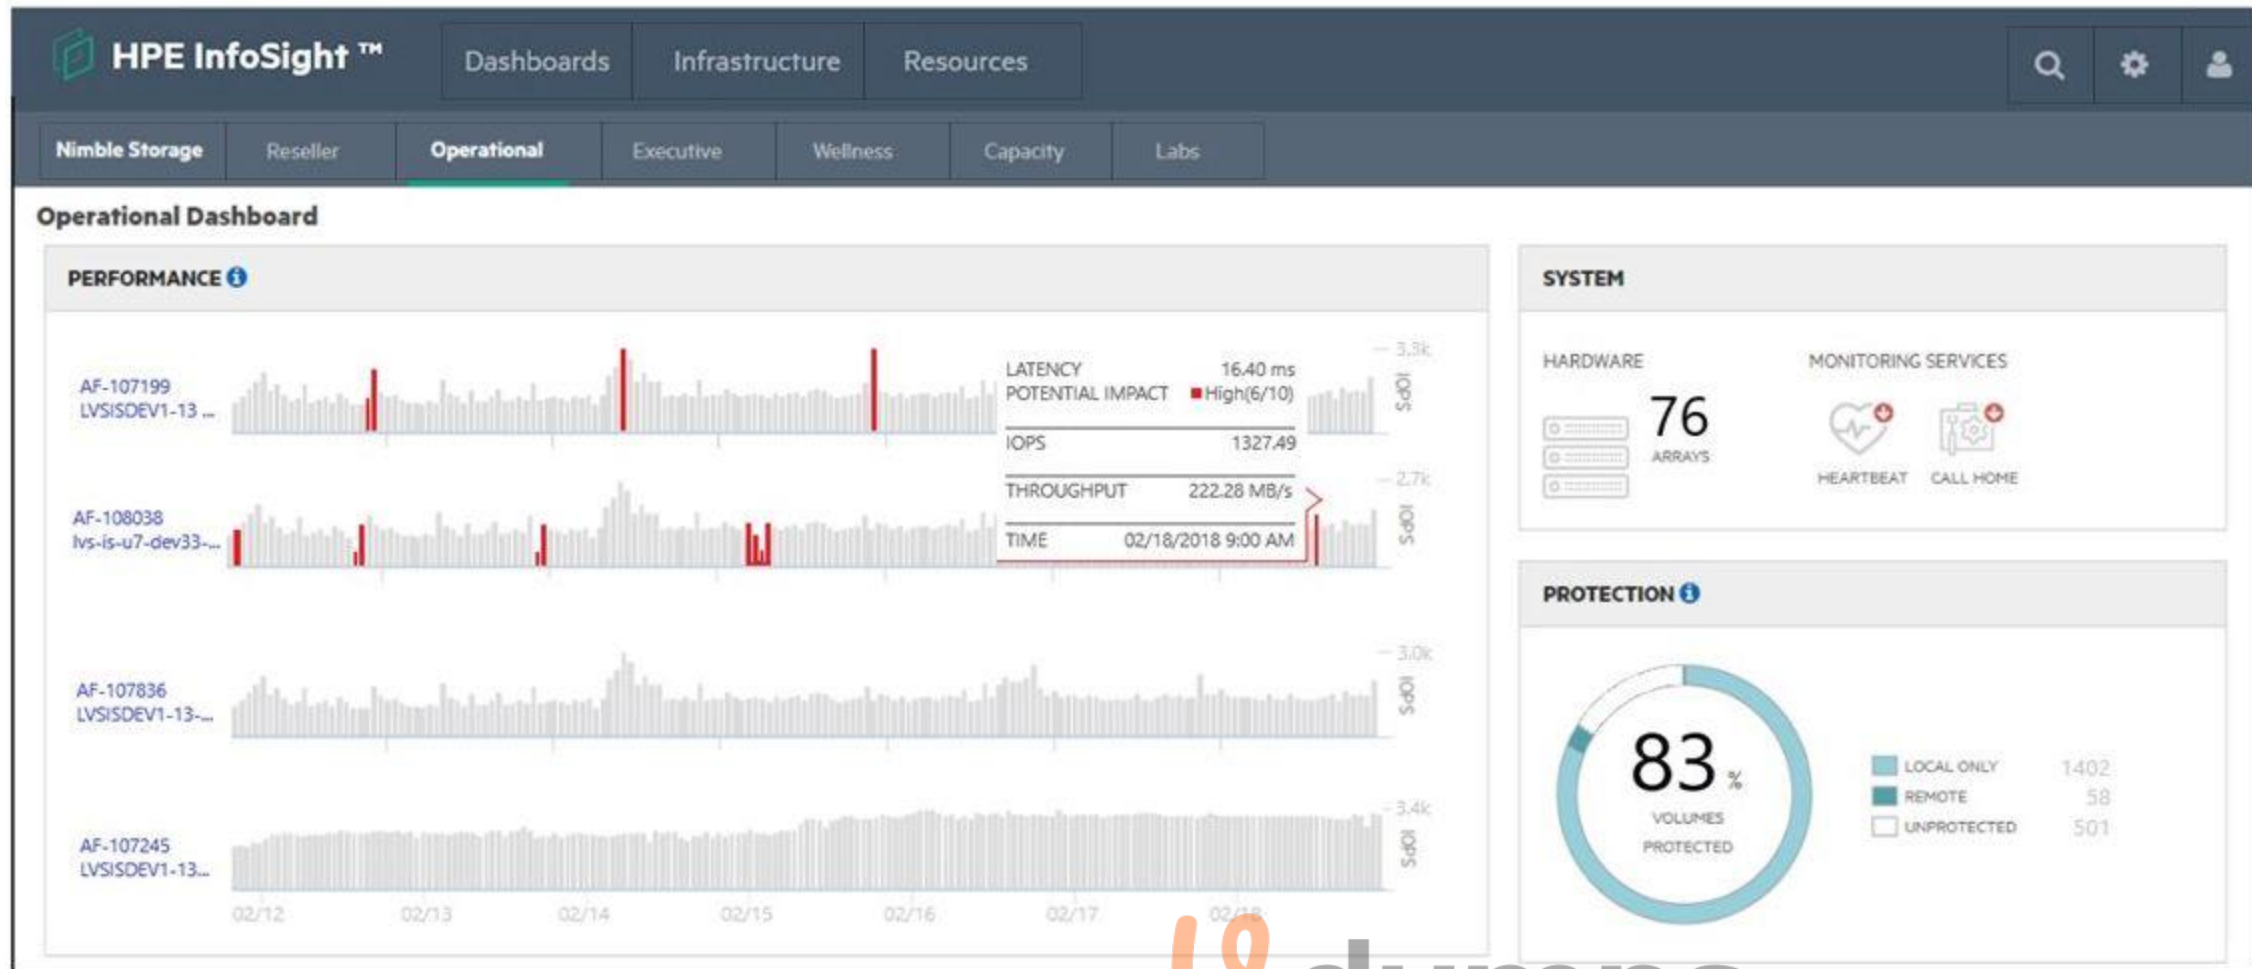 HPE InfoSight ™
Dashboards
Infrastructure
Resources
Nimble Storage
Reseller
Operational
Executive
Wellness
Capacity
Labs
Operational Dashboard
PERFORMANCE
AF-107199
LVSISDEV1-13 ...
3.3k
IOPS
LATENCY 16.40 ms
POTENTIAL IMPACT High(6/10)
IOPS 1327.49
THROUGHPUT 222.28 MB/s
TIME 02/18/2018 9:00 AM
AF-108038
lvs-is-u7-dev33-...
2.7k
IOPS
AF-107836
LVSISDEV1-13-...
3.0k
IOPS
AF-107245
LVSISDEV1-13...
3.4k
IOPS
02/12 02/13 02/14 02/15 02/16 02/17 02/18
SYSTEM
HARDWARE
76
ARRAYS
MONITORING SERVICES
HEARTBEAT
CALL HOME
PROTECTION
83 %
VOLUMES
PROTECTED
LOCAL ONLY 1402
REMOTE 58
UNPROTECTED 501